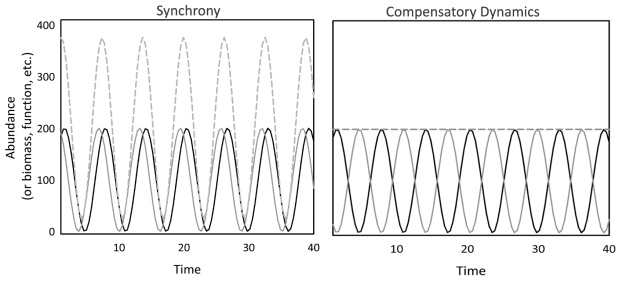 Synchrony
Compensatory Dynamics
Abundance
(or biomass, function, etc.)
400
300
200
100
0
10
20
30
40
10
20
30
40
Time
Time